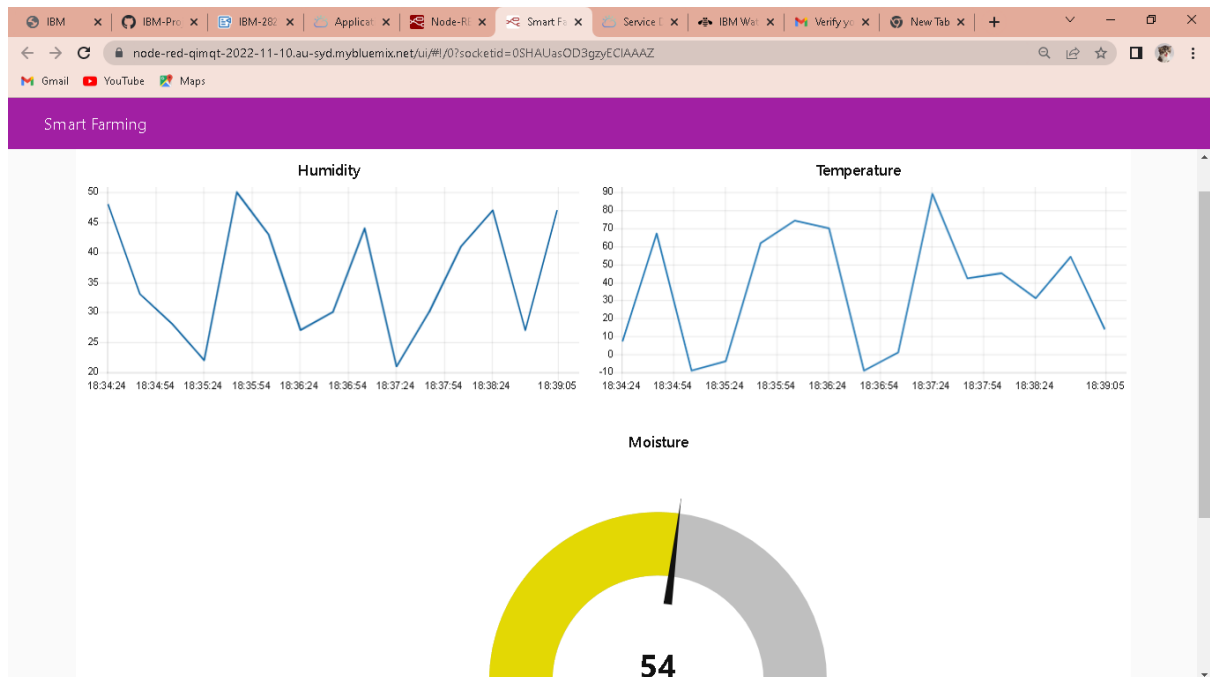 IBM
IBM-Pro
IBM-282
Applicat
Node-RE
Smart Fa
Service D
IBM Wat
Verify yo
New Tab
node-red-qimqt-2022-11-10.au-syd.mybluemix.net/ui/#!/0?socketid=0SHAUasOD3gzyECIAAAZ
Gmail YouTube Maps
Smart Farming
Humidity
50
45
40
35
30
25
20
18:34:24 18:34:54 18:35:24 18:35:54 18:36:24 18:36:54 18:37:24 18:37:54 18:38:24 18:39:05
Temperature
90
80
70
60
50
40
30
20
10
0
-10
18:34:24 18:34:54 18:35:24 18:35:54 18:36:24 18:36:54 18:37:24 18:37:54 18:38:24 18:39:05
Moisture
54